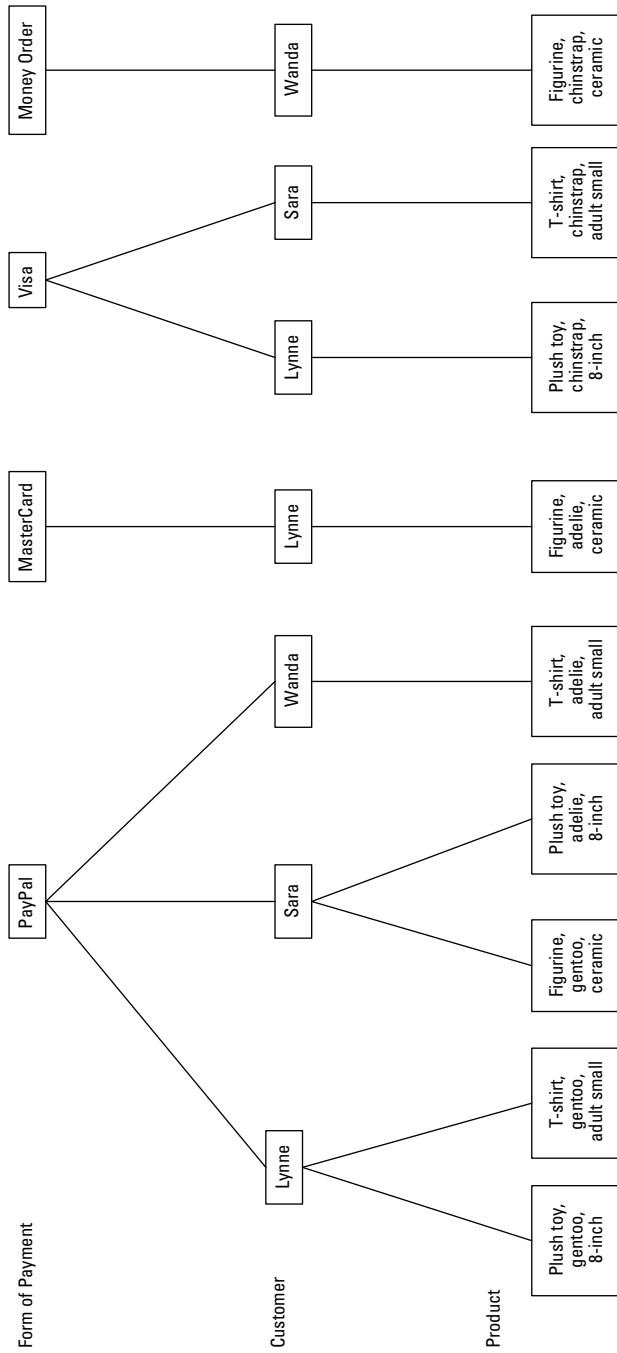 Form of Payment
PayPal
MasterCard
Visa
Money Order
Customer
Lynne
Sara
Wanda
Lynne
Lynne
Sara
Wanda
Product
Plush toy,
gentoo,
8-inch
T-shirt,
gentoo,
adult small
Figurine,
gentoo,
ceramic
Plush toy,
adelie,
8-inch
T-shirt,
adelie,
adult small
Figurine,
adelie,
ceramic
Plush toy,
chinstrap,
8-inch
T-shirt,
chinstrap,
adult small
Figurine,
chinstrap,
ceramic